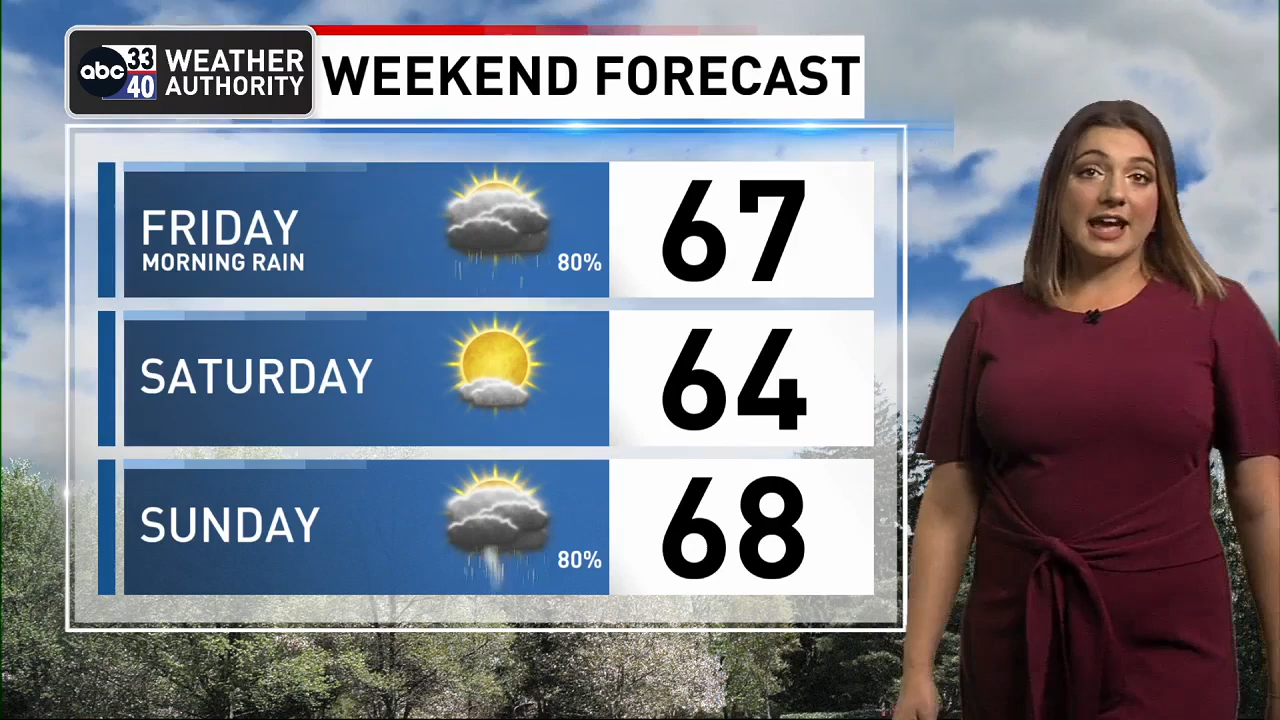 abc 33 40 WEATHER AUTHORITY
WEEKEND FORECAST
FRIDAY
MORNING RAIN
80%
67
SATURDAY
64
SUNDAY
80%
68